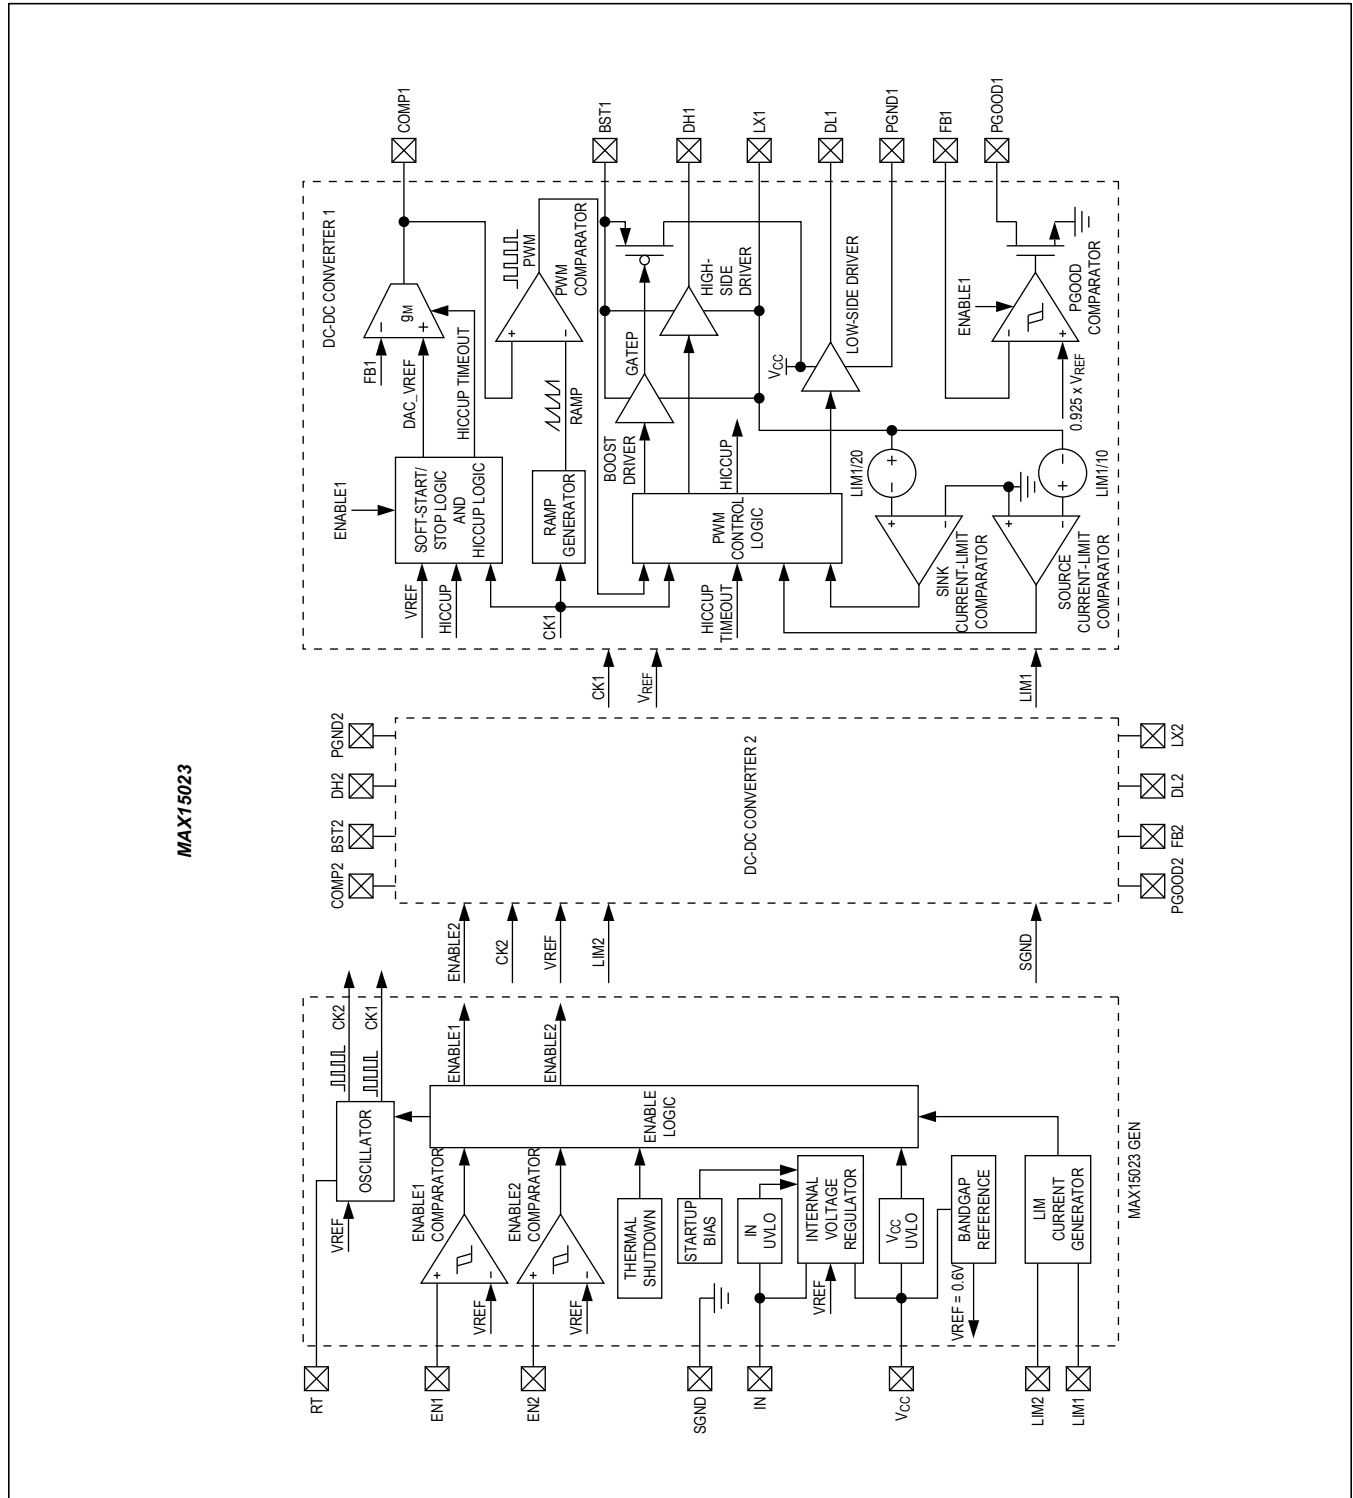 MAX15023
RT
EN1
EN2
SGND
IN
VCC
LIM2
LIM1
VREF
OSCILLATOR
CK2
CK1
ENABLE1
COMPARATOR
VREF
ENABLE2
COMPARATOR
VREF
ENABLE
LOGIC
ENABLE1
ENABLE2
THERMAL
SHUTDOWN
STARTUP
BIAS
IN
UVLO
INTERNAL
VOLTAGE
REGULATOR
VREF
VCC
UVLO
BANDGAP
REFERENCE
VREF = 0.6V
LIM
CURRENT
GENERATOR
MAX15023 GEN
ENABLE2
CK2
VREF
LIM2
SGND
COMP2
BST2
DH2
PGND2
DC-DC CONVERTER 2
PGOOD2
FB2
DL2
LX2
CK1
VREF
LIM1
DC-DC CONVERTER 1
ENABLE1
VREF
HICCUP
SOFT-START/
STOP LOGIC
AND
HICCUP LOGIC
DAC_VREF
HICCUP TIMEOUT
FB1
gM
COMP1
CK1
RAMP
GENERATOR
RAMP
PWM
PWM
COMPARATOR
HICCUP
TIMEOUT
PWM
CONTROL
LOGIC
HICCUP
BOOST
DRIVER
GATEP
HIGH-
SIDE
DRIVER
VCC
LOW-SIDE DRIVER
LIM1/20
LIM1/10
SINK
CURRENT-LIMIT
COMPARATOR
SOURCE
CURRENT-LIMIT
COMPARATOR
ENABLE1
0.925 x VREF
PGOOD
COMPARATOR
BST1
DH1
LX1
DL1
PGND1
FB1
PGOOD1